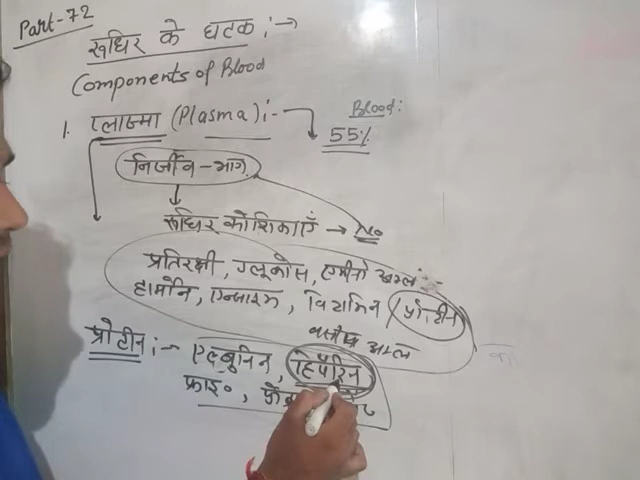 Part-72
रूधिर के घटक :→
Components of Blood
1. प्लाज्मा (Plasma):-
Blood:
55%
निर्जीव-भाग
रूधिर कोशिकाएँ → No
प्रतिरक्षी, ग्लूकोस, एमीनो अम्ल
हार्मोन, एन्जाइम, विटामिन / प्रोटीन
वसीय अम्ल
प्रोटीन :- एल्बुमिन, हिपैरिन
फ्राइ०,